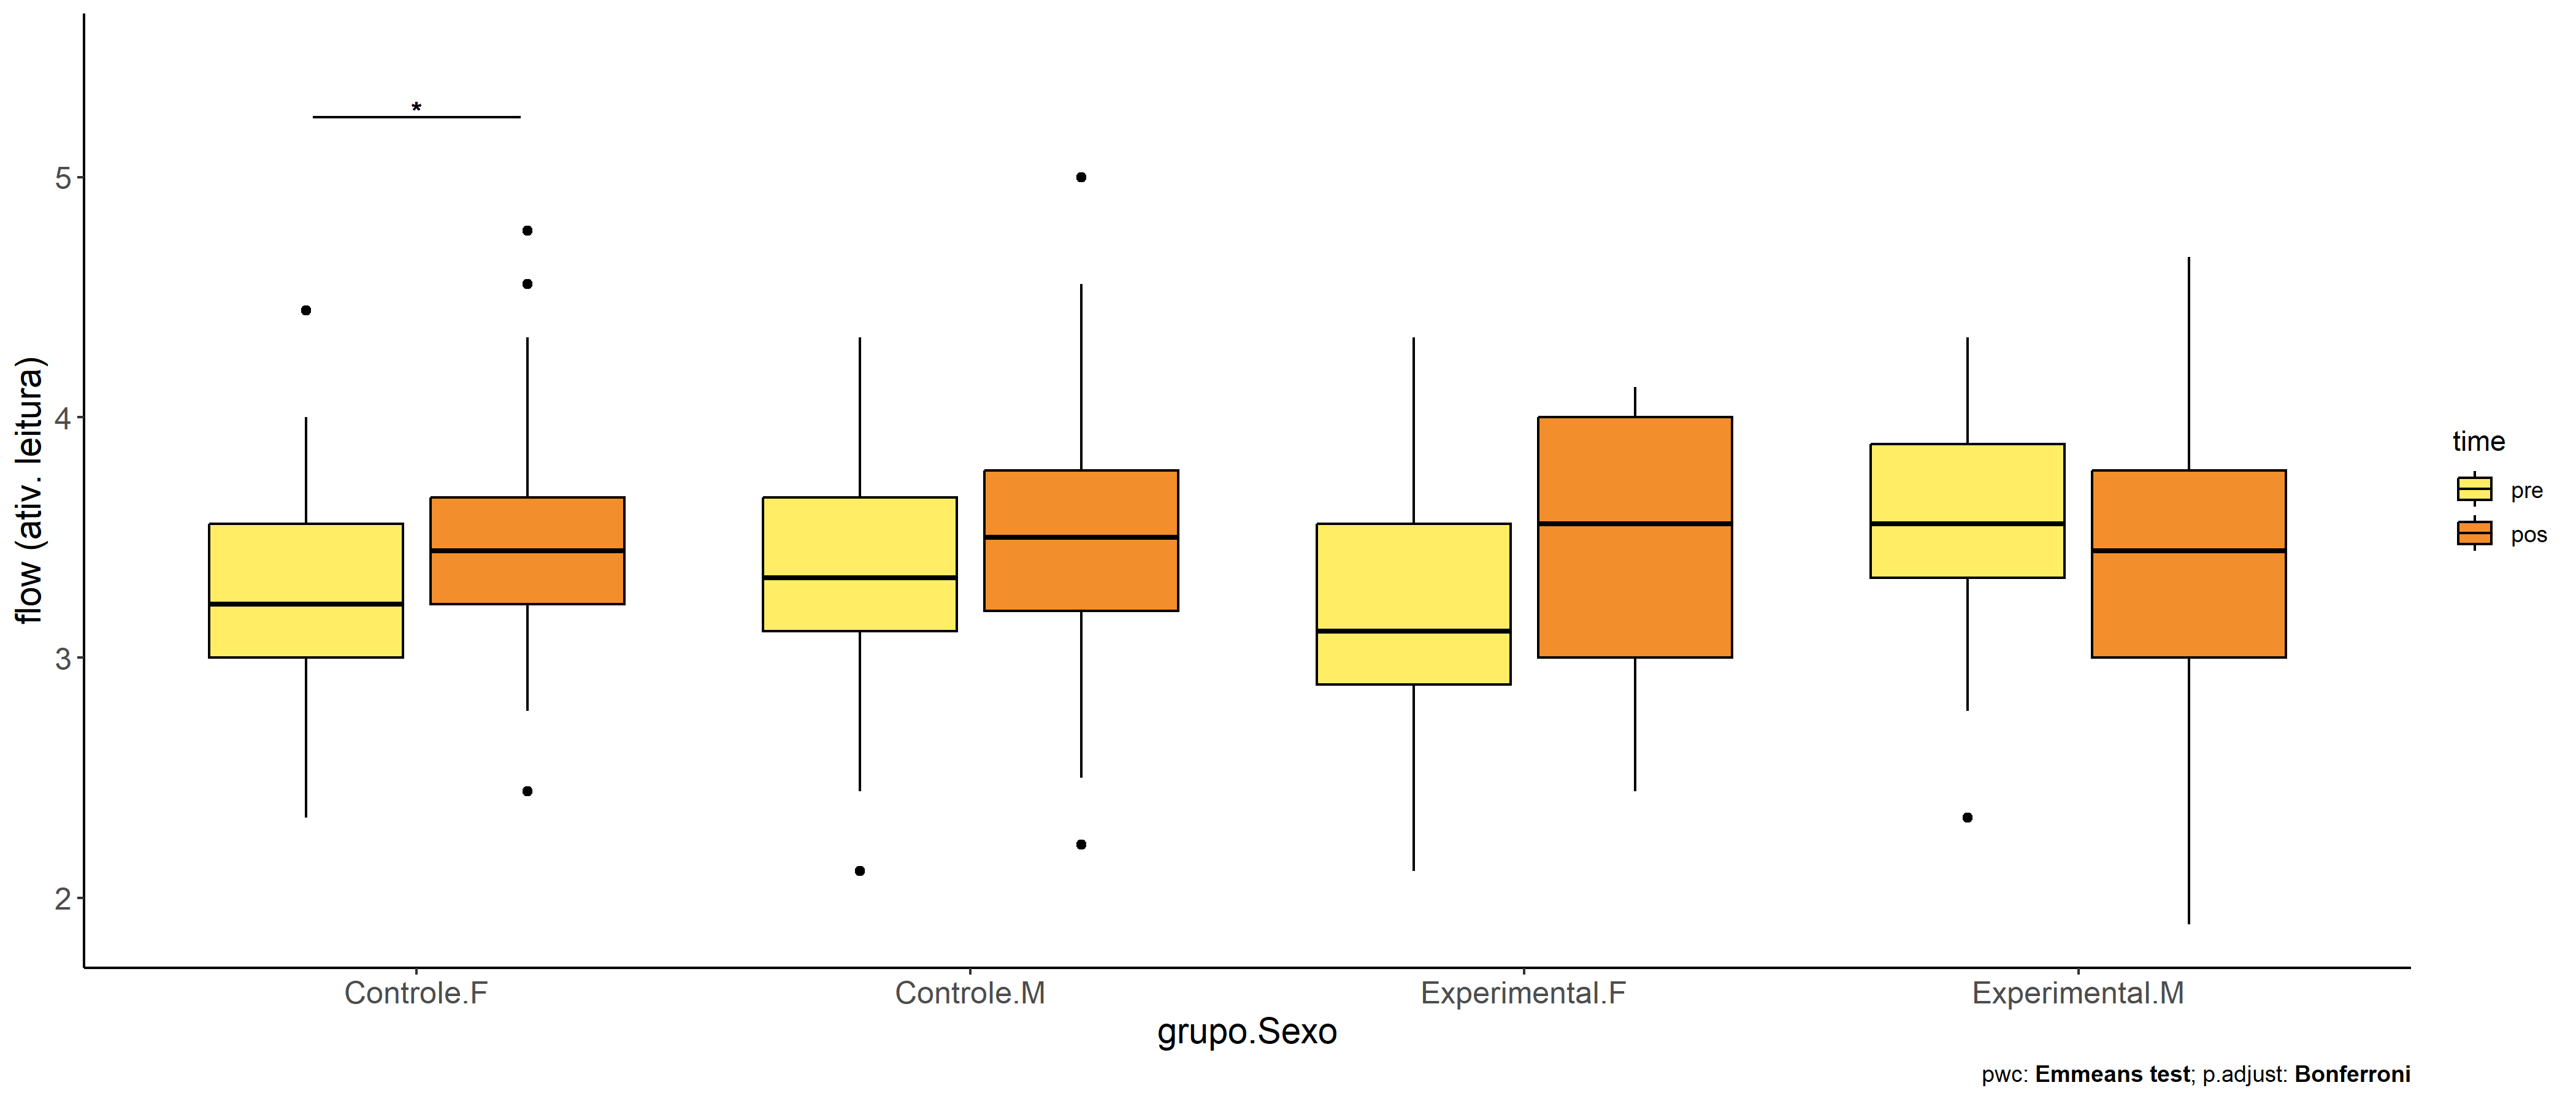 *
5
4
3
2
flow (ativ. leitura)
Controle.F
Controle.M
Experimental.F
Experimental.M
grupo.Sexo
time
pre
pos
pwc: Emmeans test; p.adjust: Bonferroni